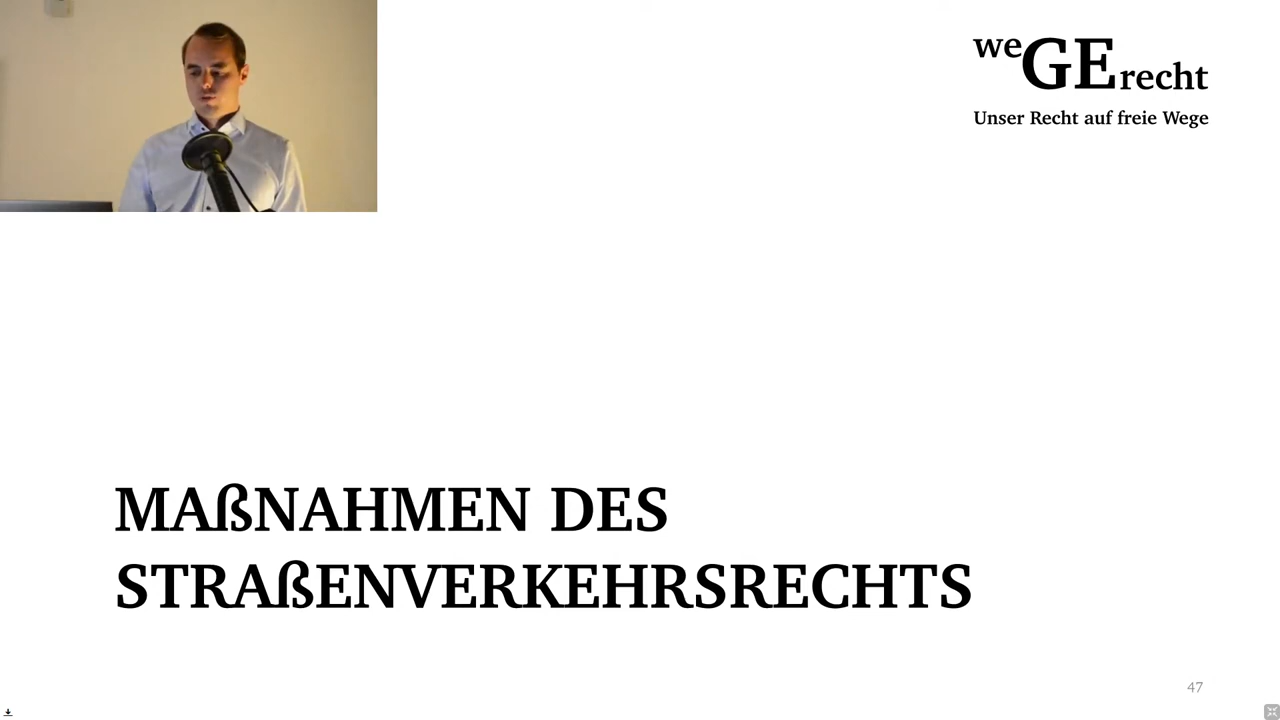 weGErecht
Unser Recht auf freie Wege
MAßNAHMEN DES
STRAßENVERKEHRSRECHTS
47